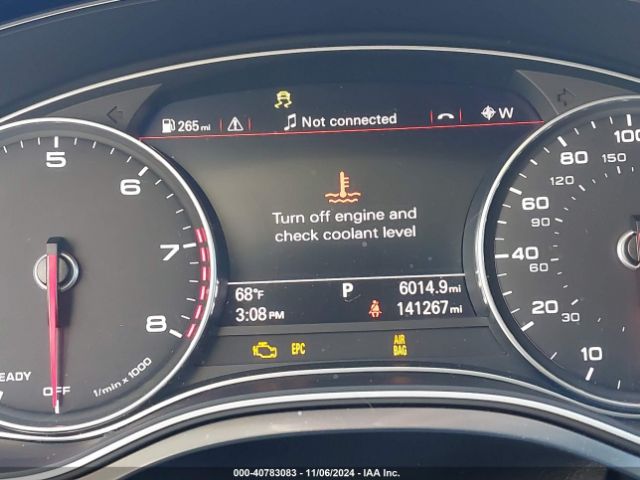 265 mi Not connected W
5 6 7 8
Turn off engine and
check coolant level
68°F P 6014.9 mi
3:08 PM 141267 mi
EPC AIR
BAG
READY OFF 1/min x 1000
100 80 60 40 20 10
150 120 90 60 30
000-40783083 - 11/06/2024 - IAA Inc.